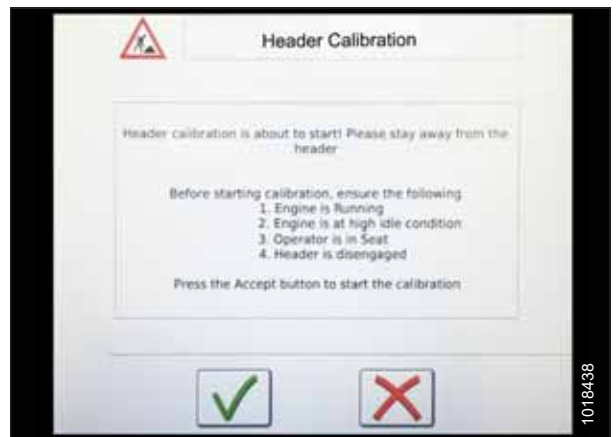 Header Calibration
Header calibration is about to start! Please stay away from the
header
Before starting calibration, ensure the following
1. Engine is Running
2. Engine is at high idle condition
3. Operator is in Seat
4. Header is disengaged
Press the Accept button to start the calibration
1018438